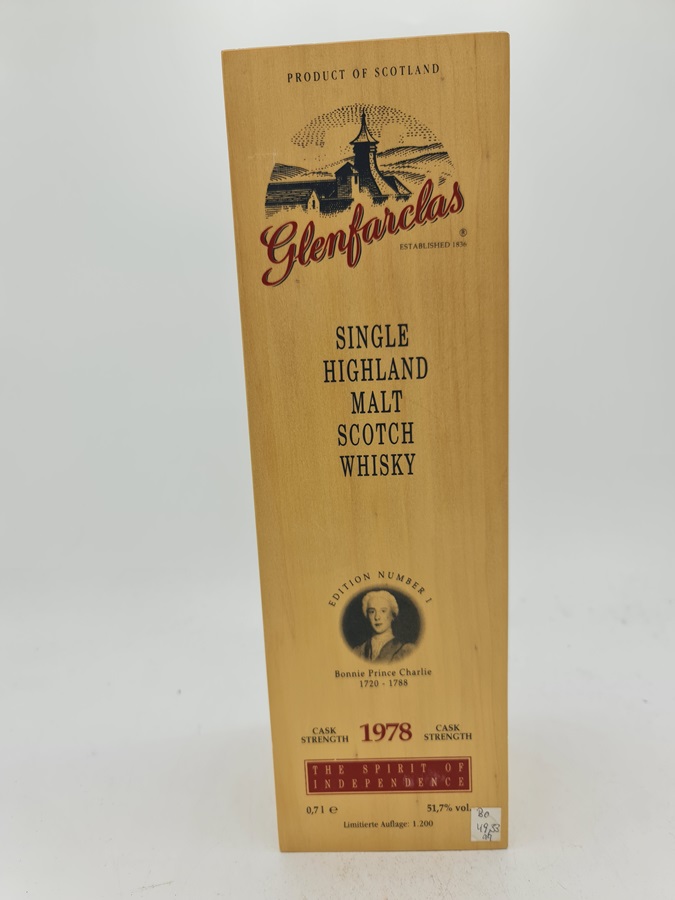 PRODUCT OF SCOTLAND
Glenfarclas
®
ESTABLISHED 1836
SINGLE
HIGHLAND
MALT
SCOTCH
WHISKY
EDITION NUMBER 1
Bonnie Prince Charlie
1720 - 1788
CASK STRENGTH 1978 CASK STRENGTH
THE SPIRIT OF
INDEPENDENCE
0,7 l ℮ 51,7% vol.
Limitierte Auflage: 1.200
80